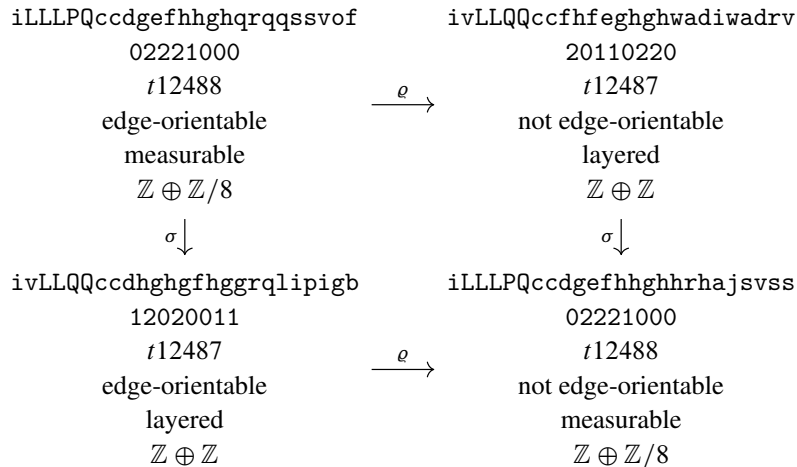 iLLLPQccdgefhhghqrqqssvof
02221000
t12488
edge-orientable
measurable
ℤ ⊕ ℤ/8
ϱ
ivLLQQccfhfeghghwadiwadrv
20110220
t12487
not edge-orientable
layered
ℤ ⊕ ℤ
σ
σ
ivLLQQccdhghgfhggrqlipigb
12020011
t12487
edge-orientable
layered
ℤ ⊕ ℤ
ϱ
iLLLPQccdgefhhghhrhajsvss
02221000
t12488
not edge-orientable
measurable
ℤ ⊕ ℤ/8